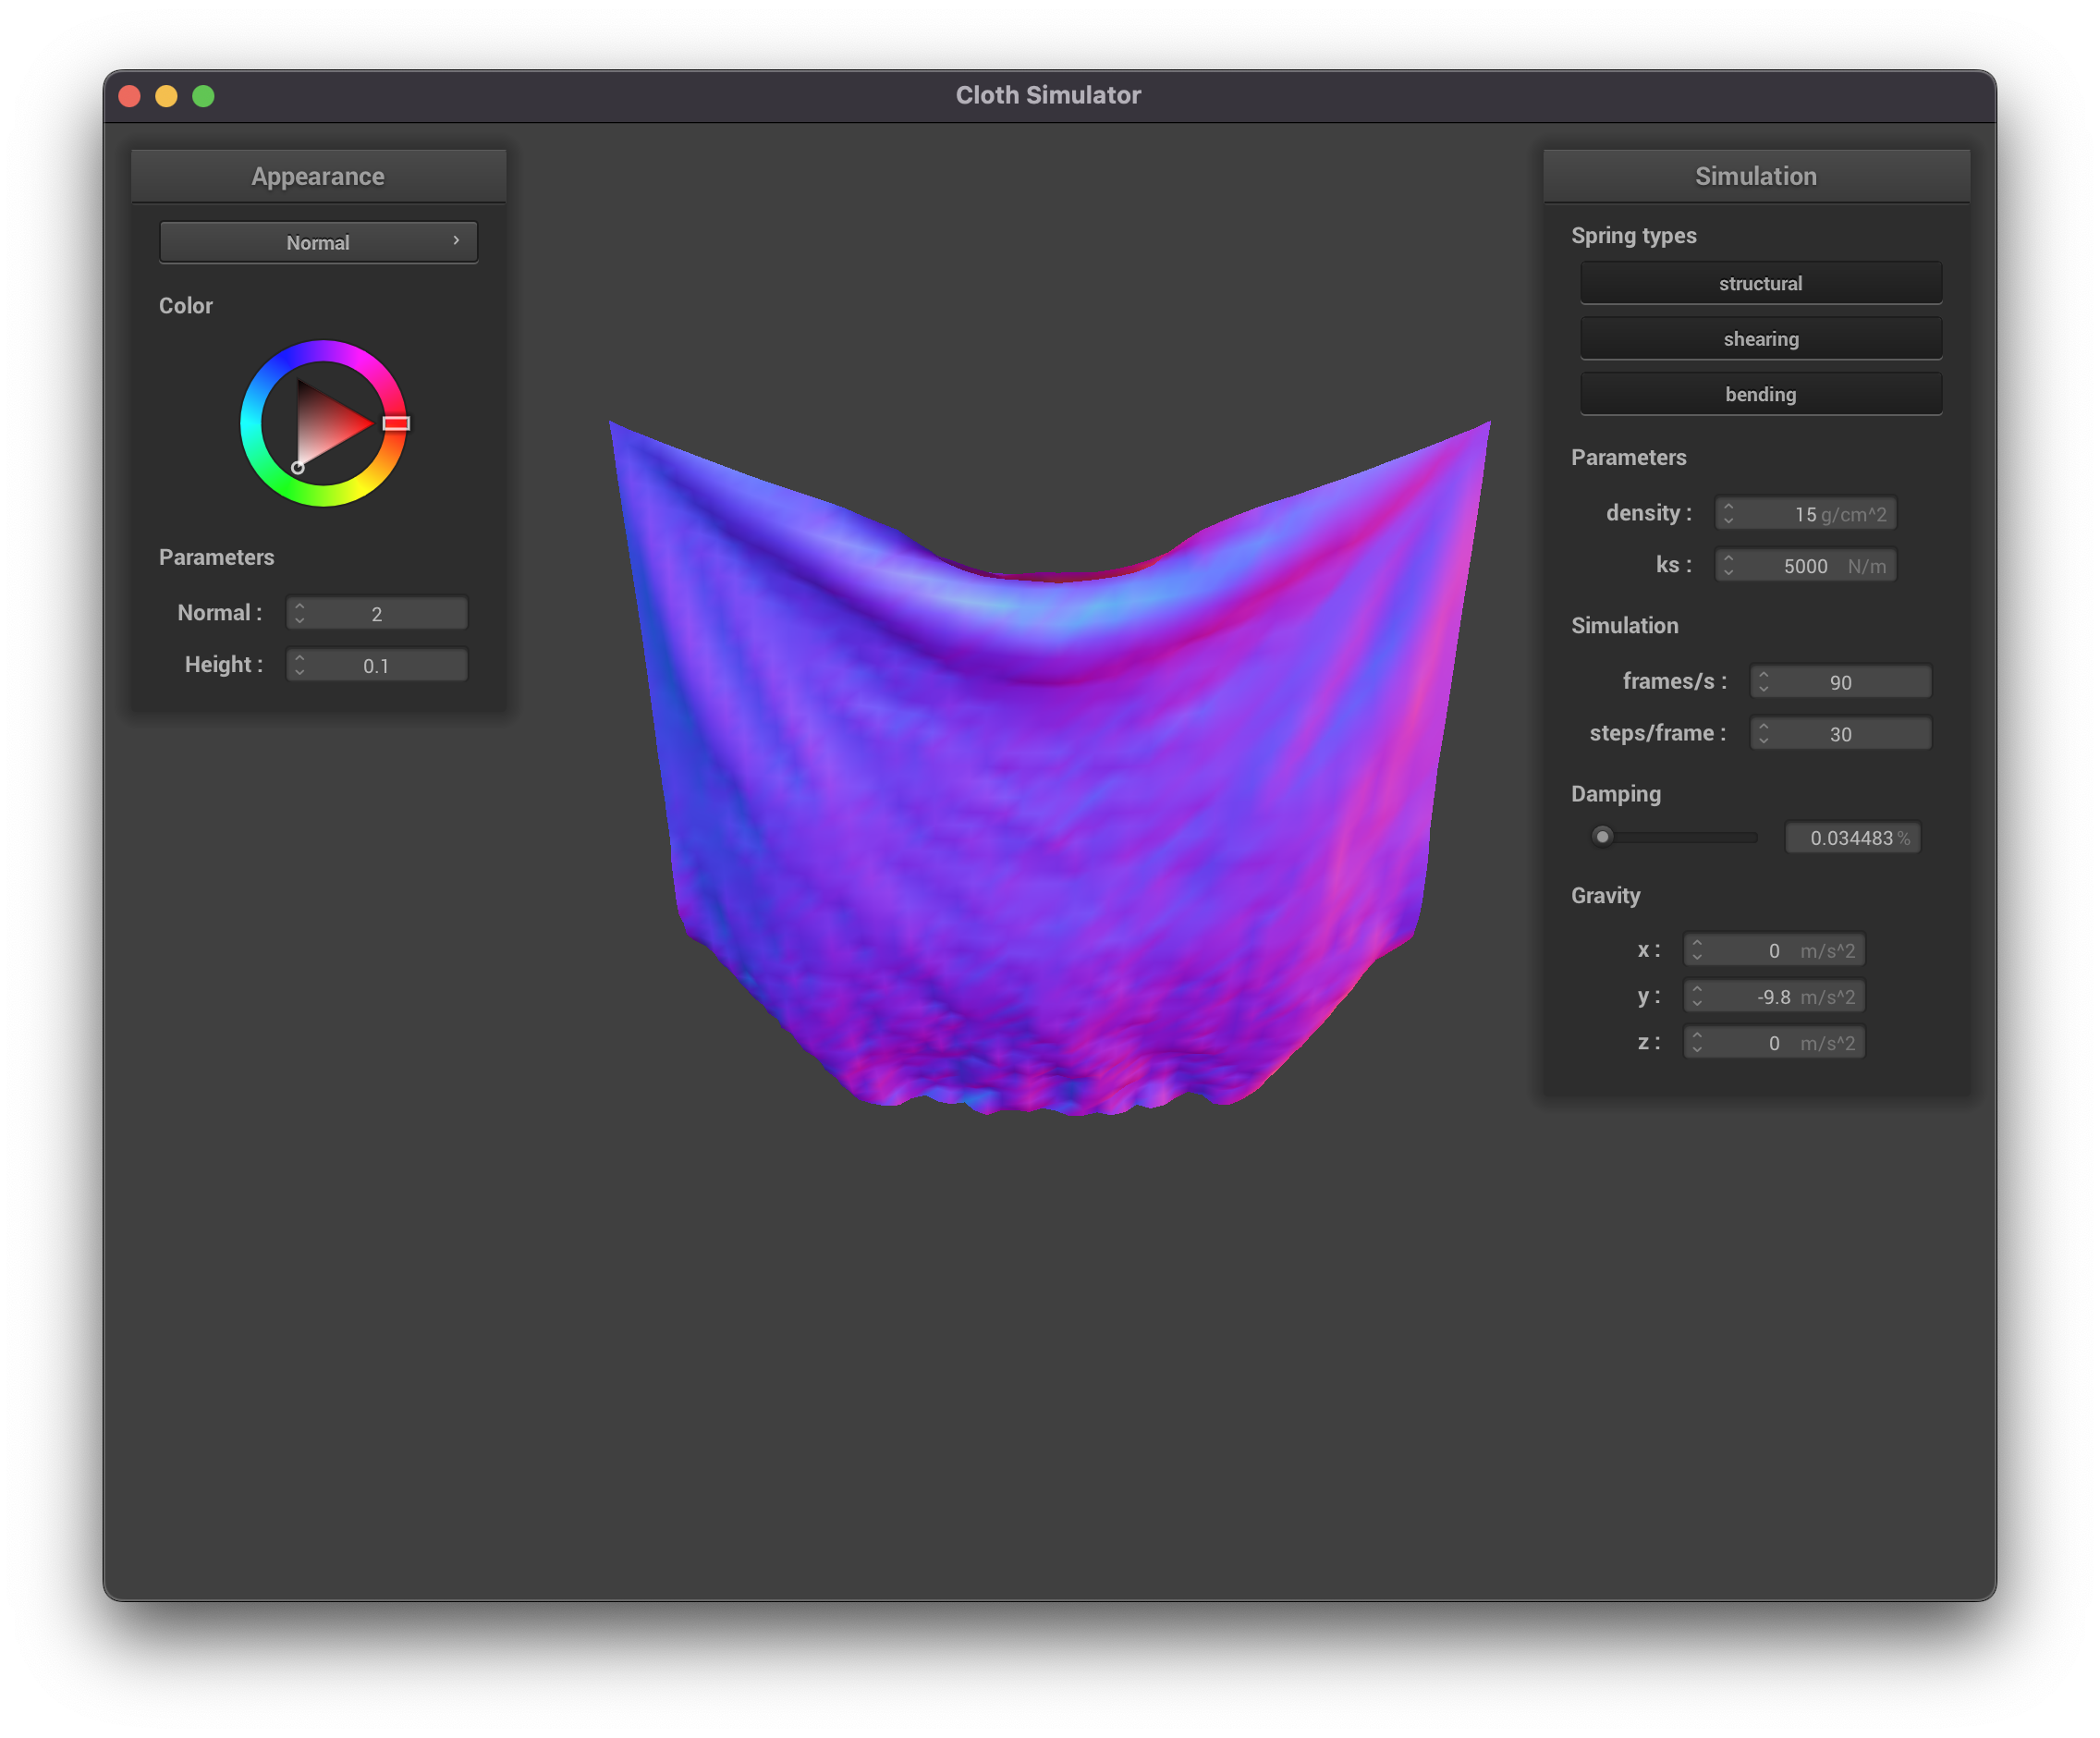 Cloth Simulator
Appearance
Normal
Color
Parameters
Normal : 2
Height : 0.1
Simulation
Spring types
structural
shearing
bending
Parameters
density : 15 g/cm^2
ks : 5000 N/m
Simulation
frames/s : 90
steps/frame : 30
Damping
0.034483 %
Gravity
x : 0 m/s^2
y : -9.8 m/s^2
z : 0 m/s^2